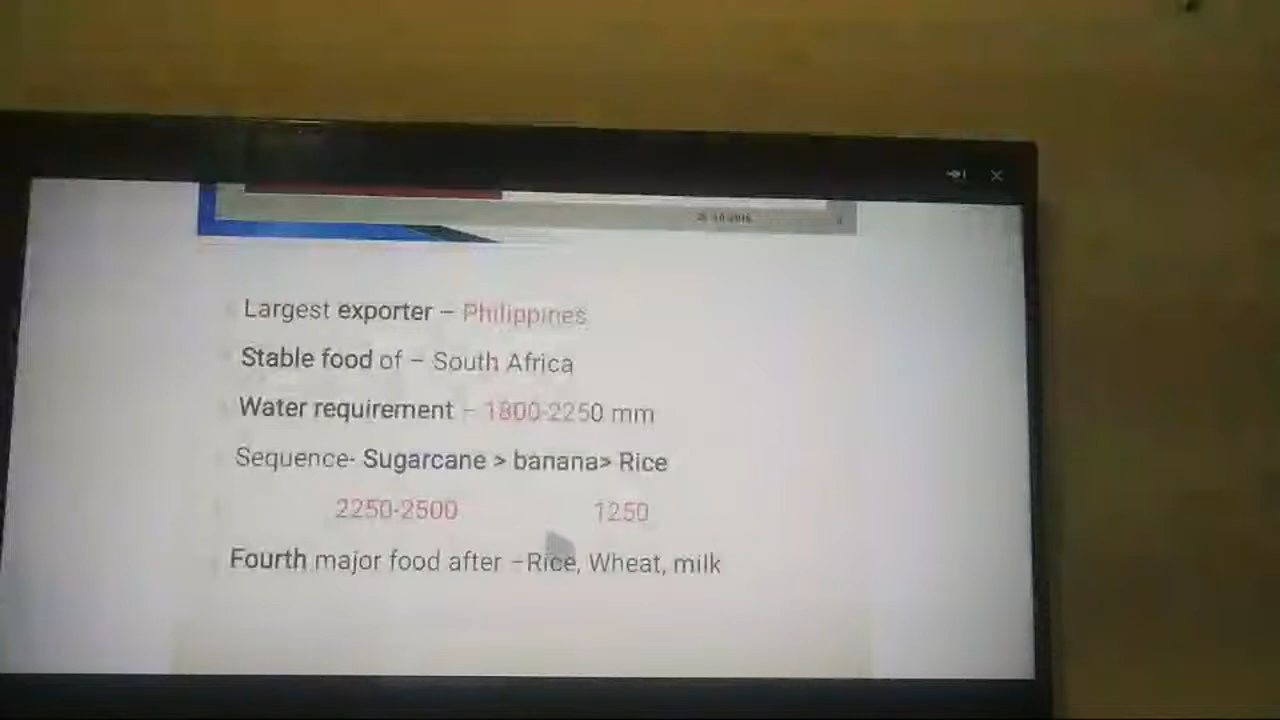 Largest exporter – Philippines
Stable food of – South Africa
Water requirement – 1800-2250 mm
Sequence- Sugarcane > banana> Rice
2250-2500 1250
Fourth major food after –Rice, Wheat, milk